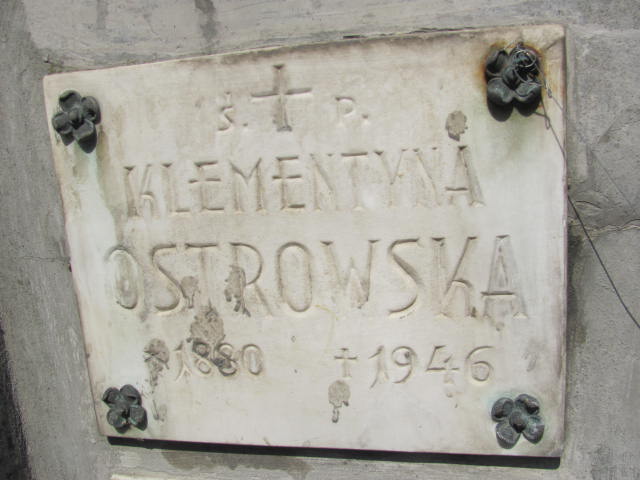 Ś. † P.
KLEMENTYNA
OSTROWSKA
* 1880 † 1946